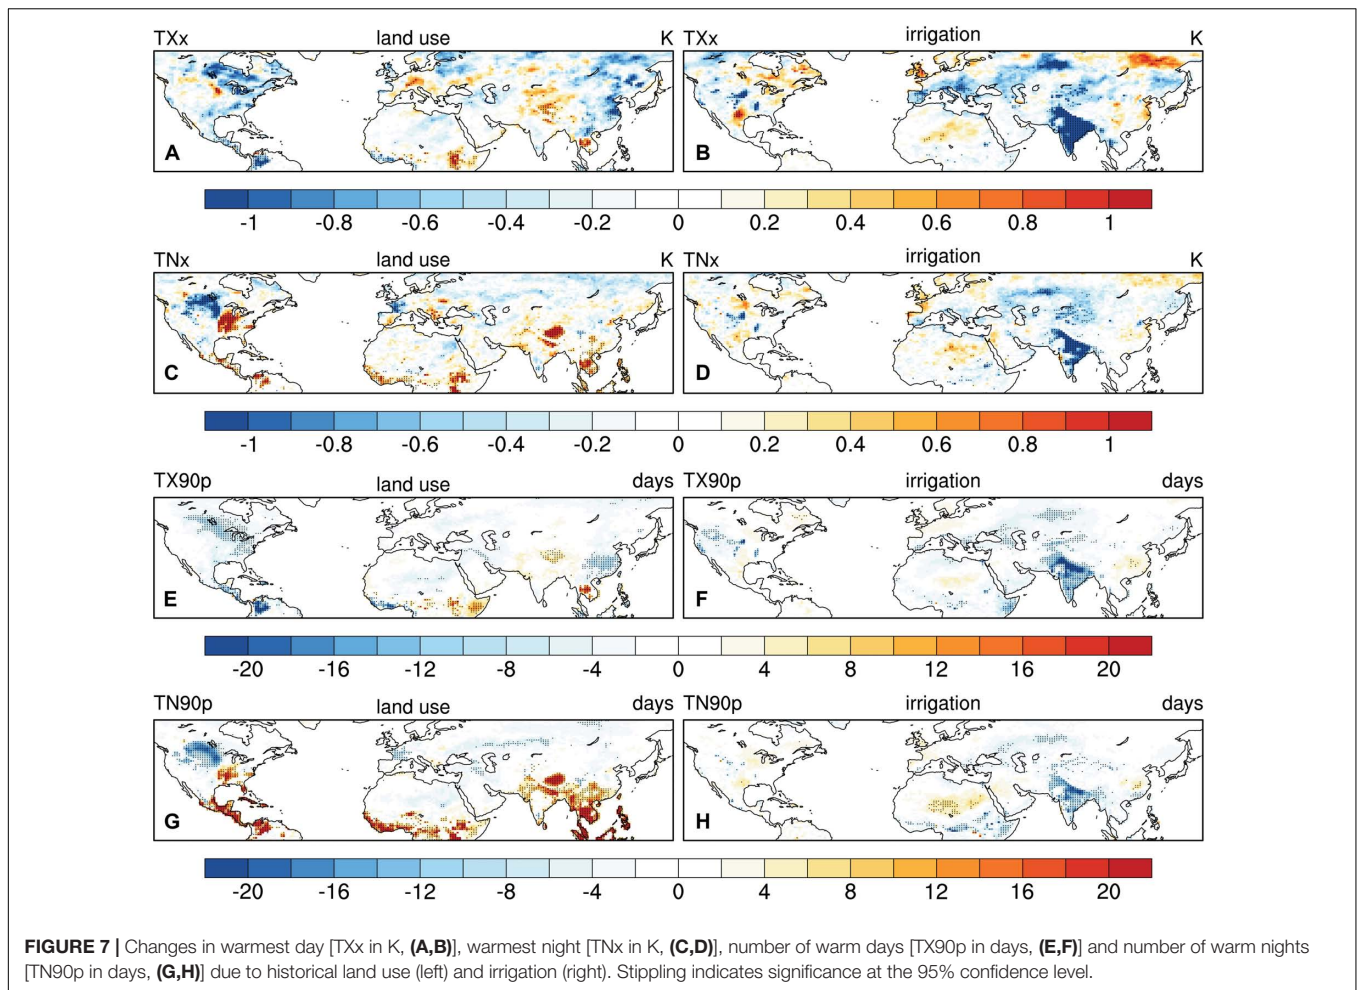 TXx land use K
TXx irrigation K
A
B
-1 -0.8 -0.6 -0.4 -0.2 0 0.2 0.4 0.6 0.8 1
TNx land use K
TNx irrigation K
C
D
-1 -0.8 -0.6 -0.4 -0.2 0 0.2 0.4 0.6 0.8 1
TX90p land use days
TX90p irrigation days
E
F
-20 -16 -12 -8 -4 0 4 8 12 16 20
TN90p land use days
TN90p irrigation days
G
H
-20 -16 -12 -8 -4 0 4 8 12 16 20
FIGURE 7 | Changes in warmest day [TXx in K, (A,B)], warmest night [TNx in K, (C,D)], number of warm days [TX90p in days, (E,F)] and number of warm nights
[TN90p in days, (G,H)] due to historical land use (left) and irrigation (right). Stippling indicates significance at the 95% confidence level.